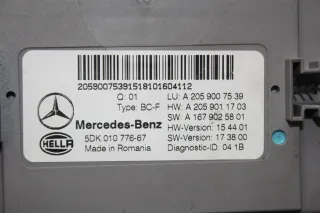 20590075391518101604112
Q: 01 LU: A 205 900 75 39
Type: BC-F HW: A 205 901 17 03
SW: A 167 902 58 01
Mercedes-Benz HW-Version: 15 44 01
HELLA 5DK 010 776-67 SW-Version: 17 38 00
Made in Romania Diagnostic-ID: 04 1B